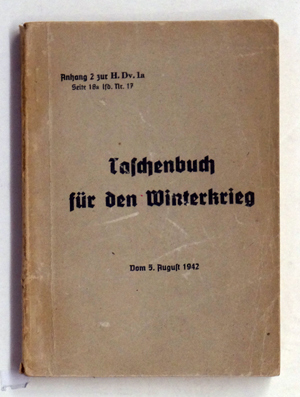 Anhang 2 zur H. Dv. 1a
Seite 18a lfd. Nr. 17
Taschenbuch
für den Winterkrieg
Vom 5. August 1942